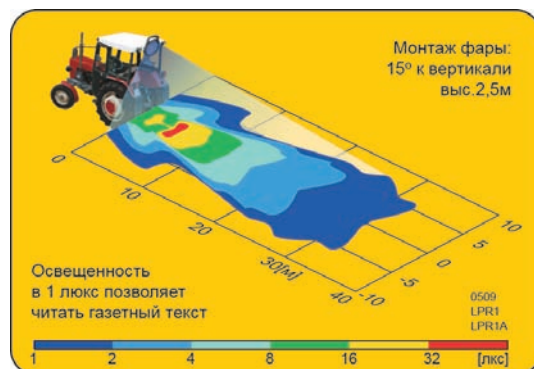 Монтаж фары:
15º к вертикали
выс.2,5м
0
10
20
30[м]
40
-10
-5
0
5
10
Освещенность
в 1 люкс позволяет
читать газетный текст
0509
LPR1
LPR1A
1 2 4 8 16 32 [лкс]